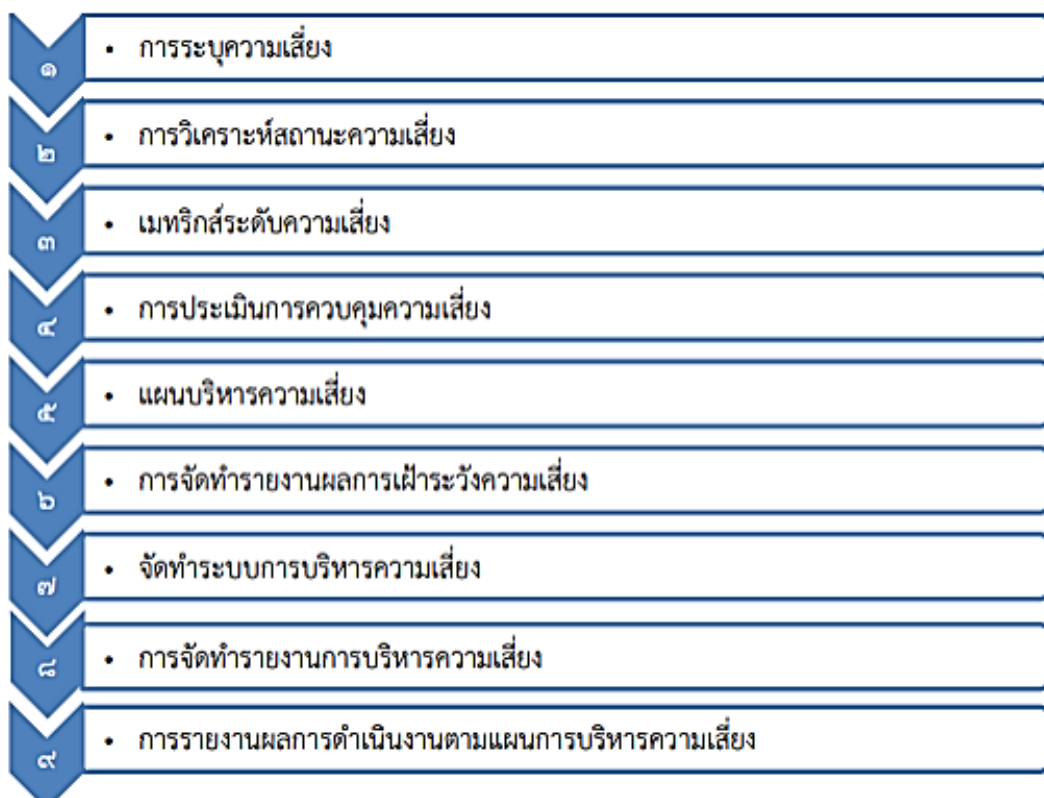 ๑ • การระบุความเสี่ยง
๒ • การวิเคราะห์สถานะความเสี่ยง
๓ • เมทริกส์ระดับความเสี่ยง
๔ • การประเมินการควบคุมความเสี่ยง
๕ • แผนบริหารความเสี่ยง
๖ • การจัดทำรายงานผลการเฝ้าระวังความเสี่ยง
๗ • จัดทำระบบการบริหารความเสี่ยง
๘ • การจัดทำรายงานการบริหารความเสี่ยง
๙ • การรายงานผลการดำเนินงานตามแผนการบริหารความเสี่ยง